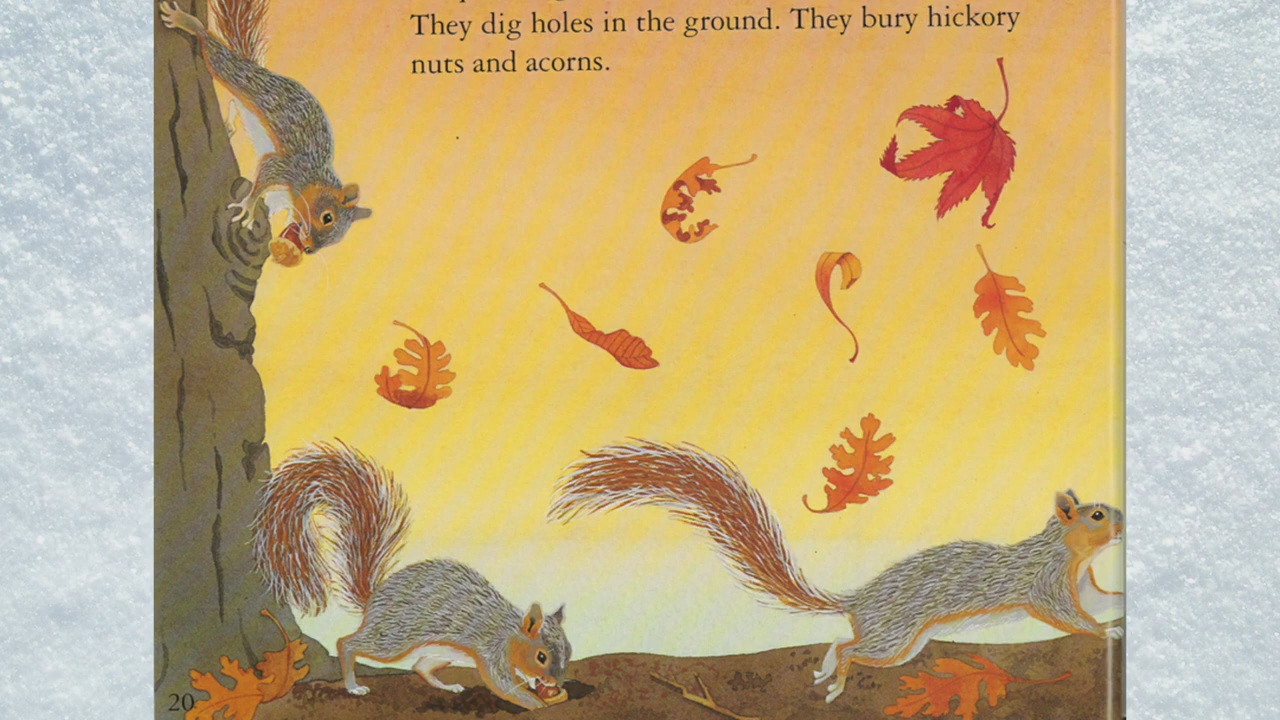 They dig holes in the ground. They bury hickory
nuts and acorns.
20